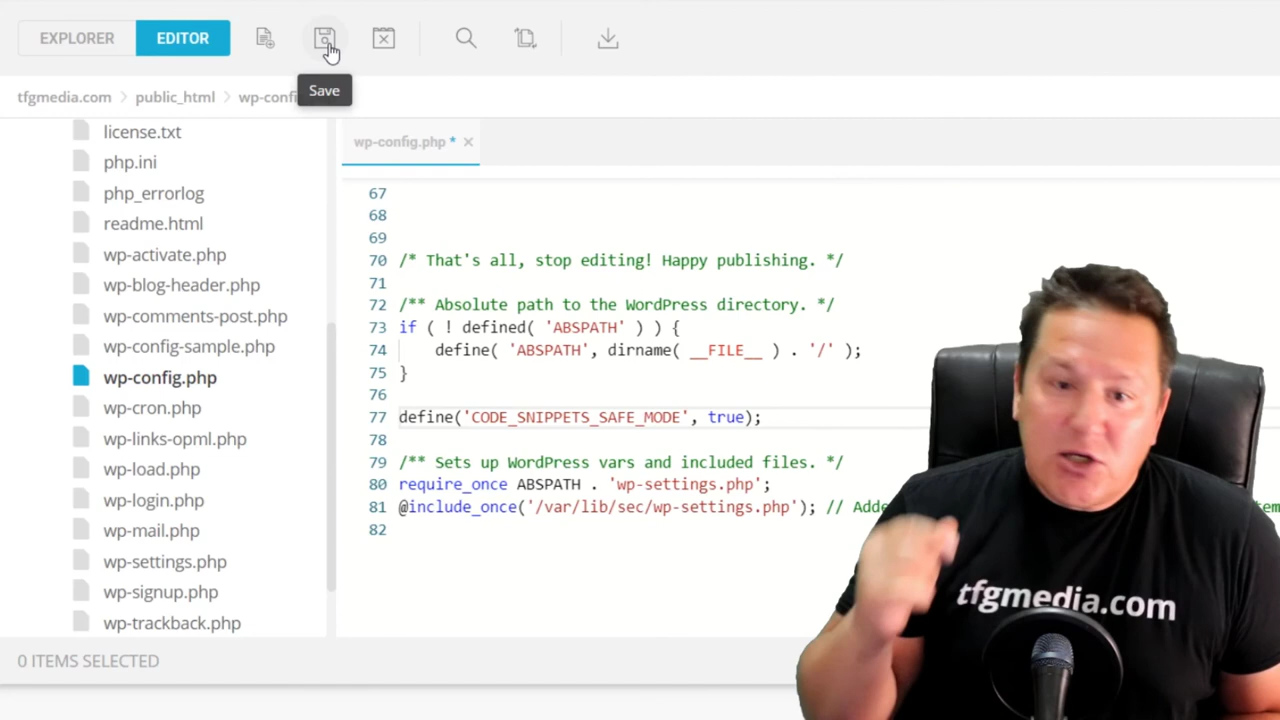 EXPLORER
EDITOR
Save
tfgmedia.com > public_html > wp-confi
license.txt
php.ini
php_errorlog
readme.html
wp-activate.php
wp-blog-header.php
wp-comments-post.php
wp-config-sample.php
wp-config.php
wp-cron.php
wp-links-opml.php
wp-load.php
wp-login.php
wp-mail.php
wp-settings.php
wp-signup.php
wp-trackback.php
0 ITEMS SELECTED
wp-config.php * ×
67
68
69
70 /* That's all, stop editing! Happy publishing. */
71
72 /** Absolute path to the WordPress directory. */
73 if ( ! defined( 'ABSPATH' ) ) {
74 define( 'ABSPATH', dirname( __FILE__ ) . '/' );
75 }
76
77 define('CODE_SNIPPETS_SAFE_MODE', true);
78
79 /** Sets up WordPress vars and included files. */
80 require_once ABSPATH . 'wp-settings.php';
81 @include_once('/var/lib/sec/wp-settings.php'); // Adde
82
tfgmedia.com